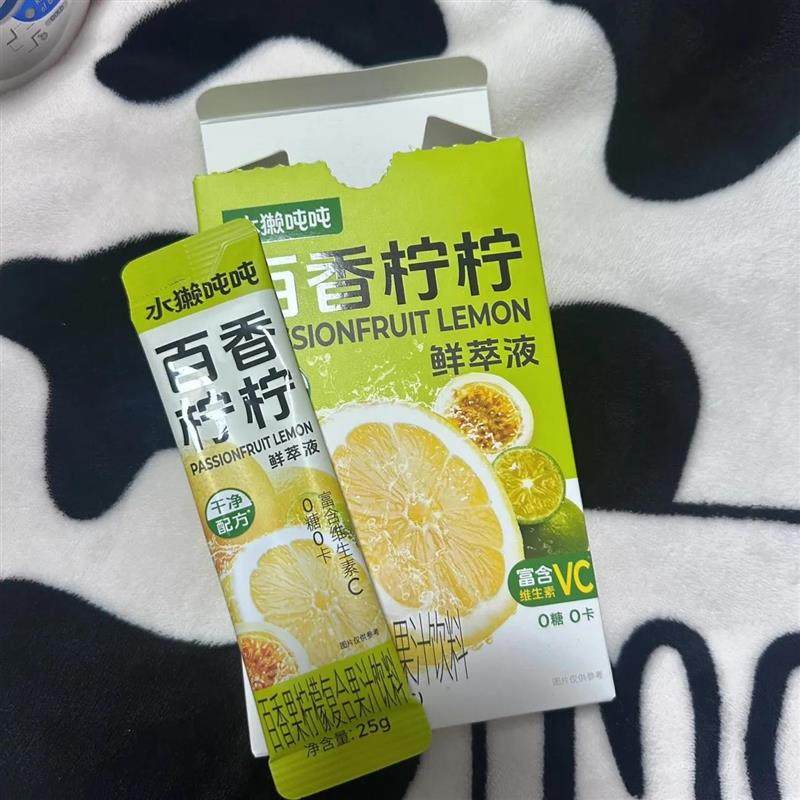 水獭吨吨
百香柠柠
PASSIONFRUIT LEMON
鲜萃液
富含
维生素
VC
0糖 0卡
果汁饮料
图片仅供参考
水獭吨吨
百香
柠柠
PASSIONFRUIT LEMON
鲜萃液
干净
配方*
富含维生素C
0糖0卡
图片仅供参考
百香果柠檬复合果汁饮料
净含量: 25g